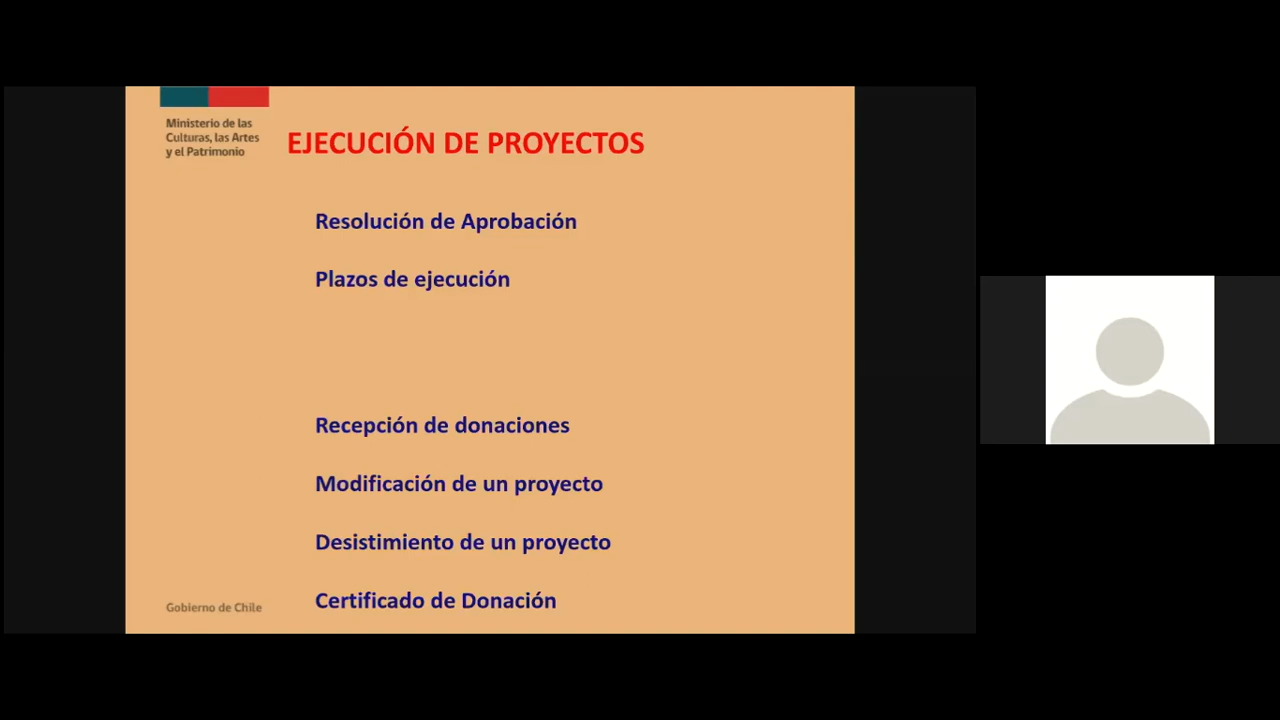 Ministerio de las
Culturas, las Artes
y el Patrimonio
EJECUCIÓN DE PROYECTOS
Resolución de Aprobación
Plazos de ejecución
Recepción de donaciones
Modificación de un proyecto
Desistimiento de un proyecto
Certificado de Donación
Gobierno de Chile